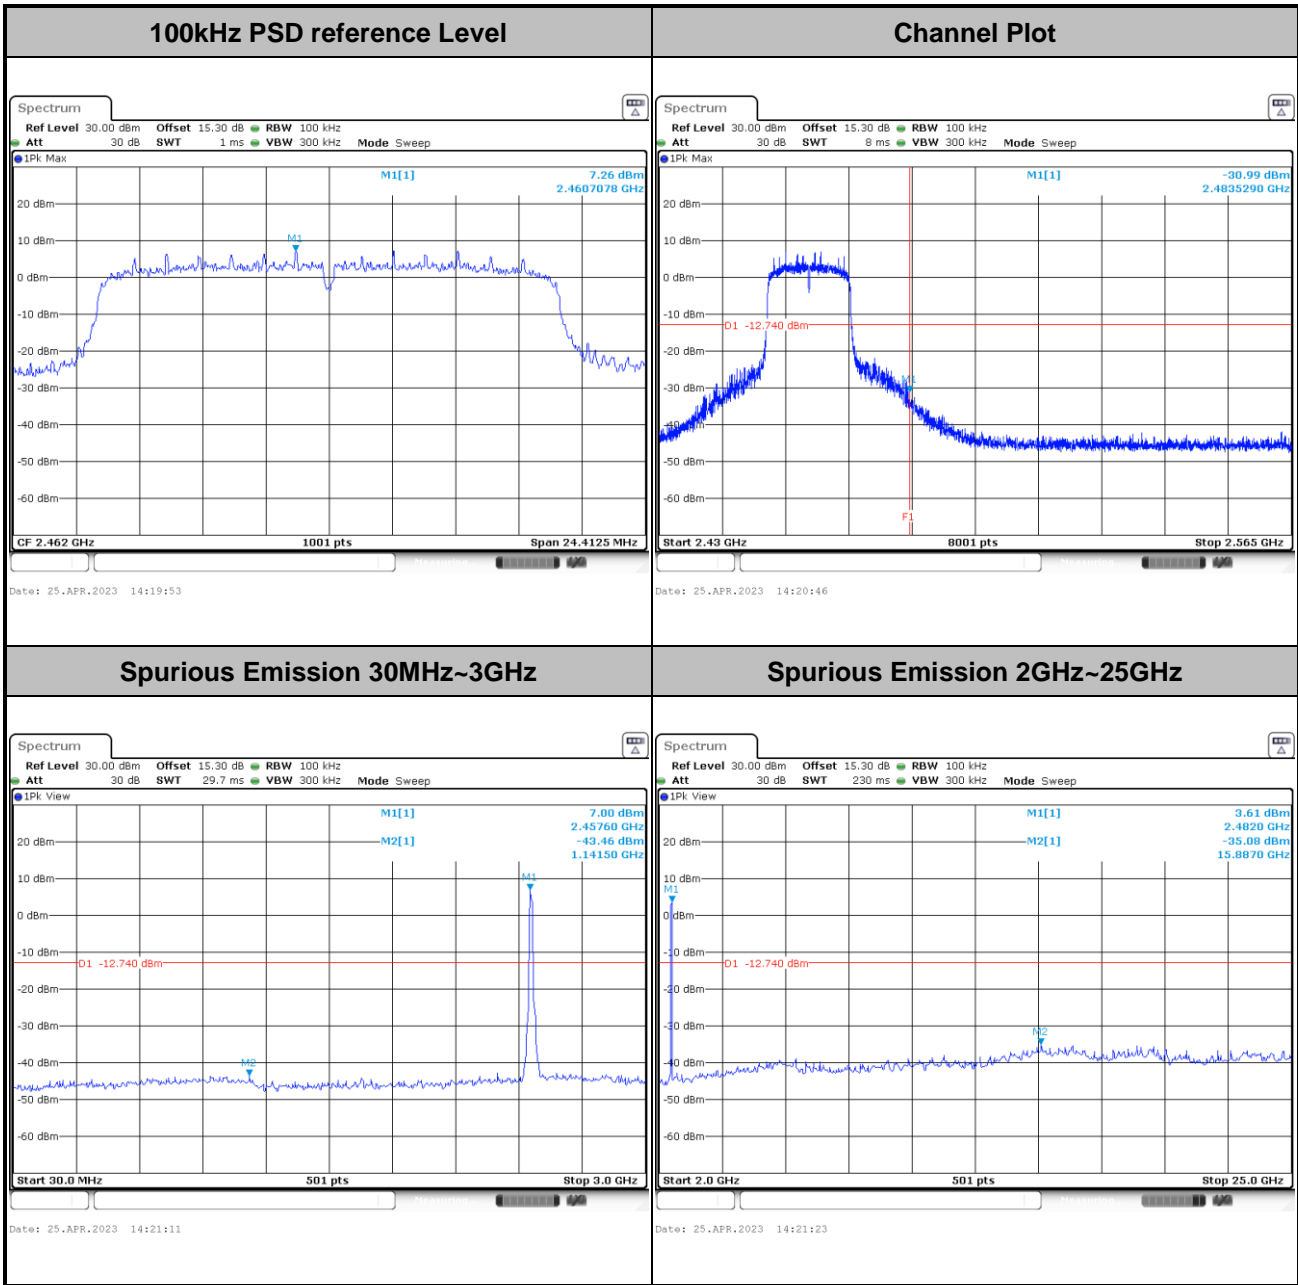 100kHz PSD reference Level
Spectrum
Ref Level 30.00 dBm Offset 15.30 dB RBW 100 kHz
Att 30 dB SWT 1 ms VBW 300 kHz Mode Sweep
1Pk Max
M1[1] 7.26 dBm
2.4607078 GHz
20 dBm
M1
10 dBm
0 dBm
-10 dBm
-20 dBm
-30 dBm
-40 dBm
-50 dBm
-60 dBm
CF 2.462 GHz 1001 pts Span 24.4125 MHz
Measuring
Date: 25.APR.2023 14:19:53
Channel Plot
Spectrum
Ref Level 30.00 dBm Offset 15.30 dB RBW 100 kHz
Att 30 dB SWT 8 ms VBW 300 kHz Mode Sweep
1Pk Max
M1[1] -30.99 dBm
2.4835290 GHz
20 dBm
10 dBm
0 dBm
-10 dBm
D1 -12.740 dBm
-20 dBm
M1
-30 dBm
-40 dBm
-50 dBm
-60 dBm
F1
Start 2.43 GHz 8001 pts Stop 2.565 GHz
Measuring
Date: 25.APR.2023 14:20:46
Spurious Emission 30MHz~3GHz
Spectrum
Ref Level 30.00 dBm Offset 15.30 dB RBW 100 kHz
Att 30 dB SWT 29.7 ms VBW 300 kHz Mode Sweep
1Pk View
M1[1] 7.00 dBm
2.45760 GHz
M2[1] -43.46 dBm
1.14150 GHz
20 dBm
10 dBm
M1
0 dBm
-10 dBm
D1 -12.740 dBm
-20 dBm
-30 dBm
-40 dBm
M2
-50 dBm
-60 dBm
Start 30.0 MHz 501 pts Stop 3.0 GHz
Measuring
Date: 25.APR.2023 14:21:11
Spurious Emission 2GHz~25GHz
Spectrum
Ref Level 30.00 dBm Offset 15.30 dB RBW 100 kHz
Att 30 dB SWT 230 ms VBW 300 kHz Mode Sweep
1Pk View
M1[1] 3.61 dBm
2.4820 GHz
M2[1] -35.08 dBm
15.8870 GHz
20 dBm
10 dBm
M1
0 dBm
-10 dBm
D1 -12.740 dBm
-20 dBm
-30 dBm
M2
-40 dBm
-50 dBm
-60 dBm
Start 2.0 GHz 501 pts Stop 25.0 GHz
Measuring
Date: 25.APR.2023 14:21:23